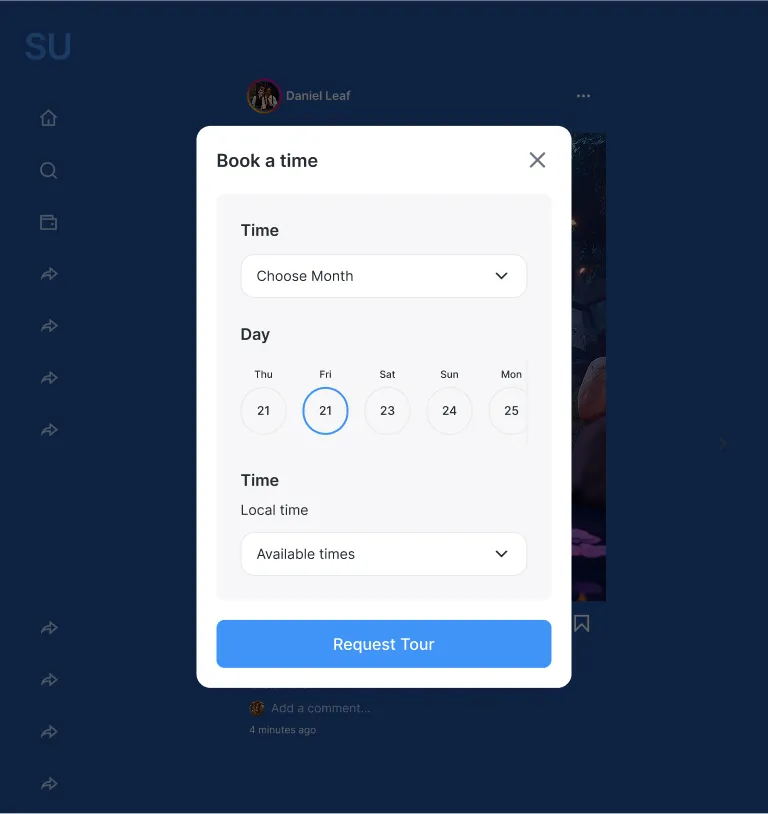 SU
Daniel Leaf
Book a time
Time
Choose Month
Day
Thu Fri Sat Sun Mon
21 21 23 24 25
Time
Local time
Available times
Request Tour
Add a comment...
4 minutes ago